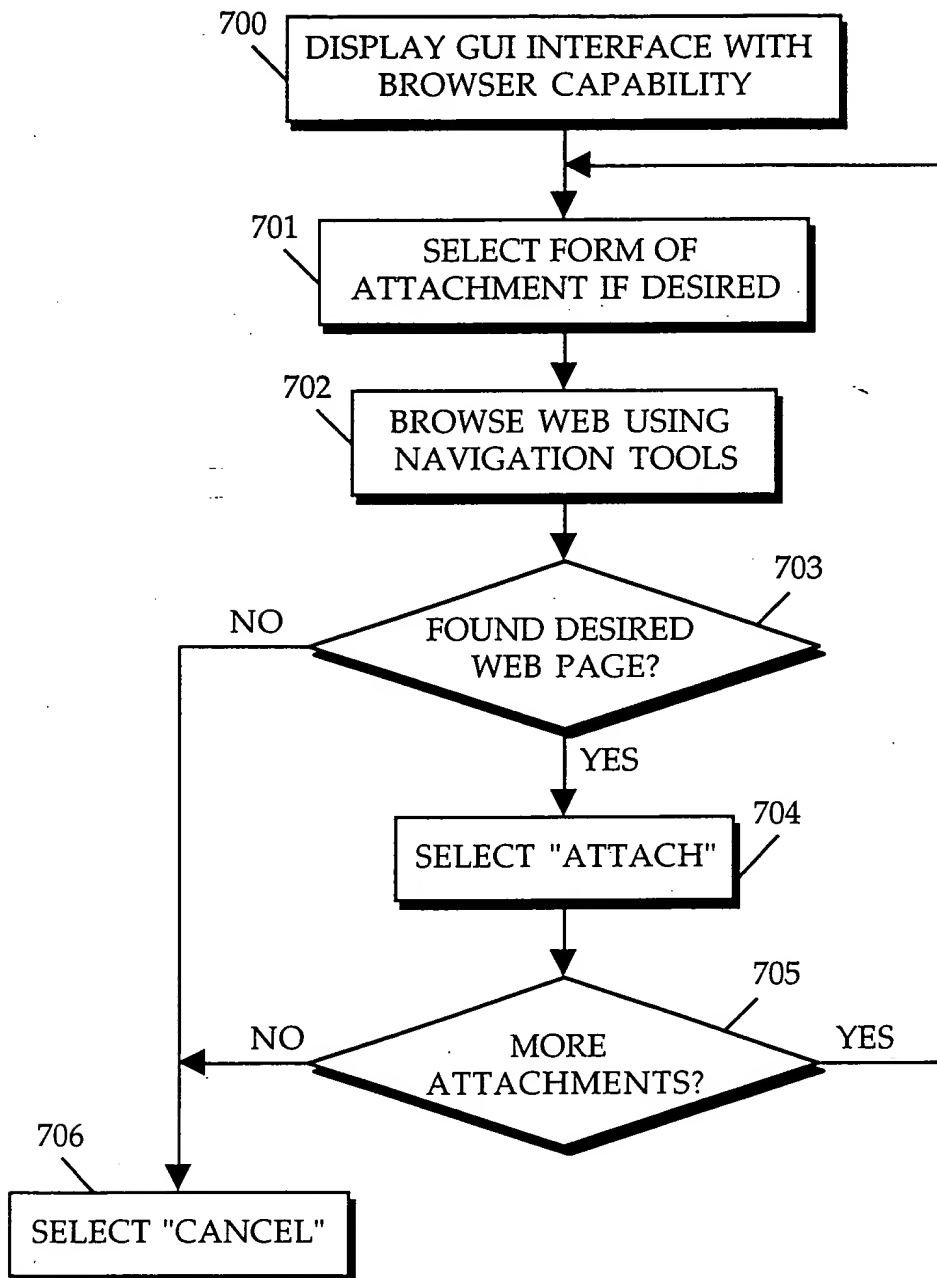 700
DISPLAY GUI INTERFACE WITH
BROWSER CAPABILITY
701
SELECT FORM OF
ATTACHMENT IF DESIRED
702
BROWSE WEB USING
NAVIGATION TOOLS
703
NO
FOUND DESIRED
WEB PAGE?
YES
704
SELECT "ATTACH"
705
NO
MORE
ATTACHMENTS?
YES
706
SELECT "CANCEL"